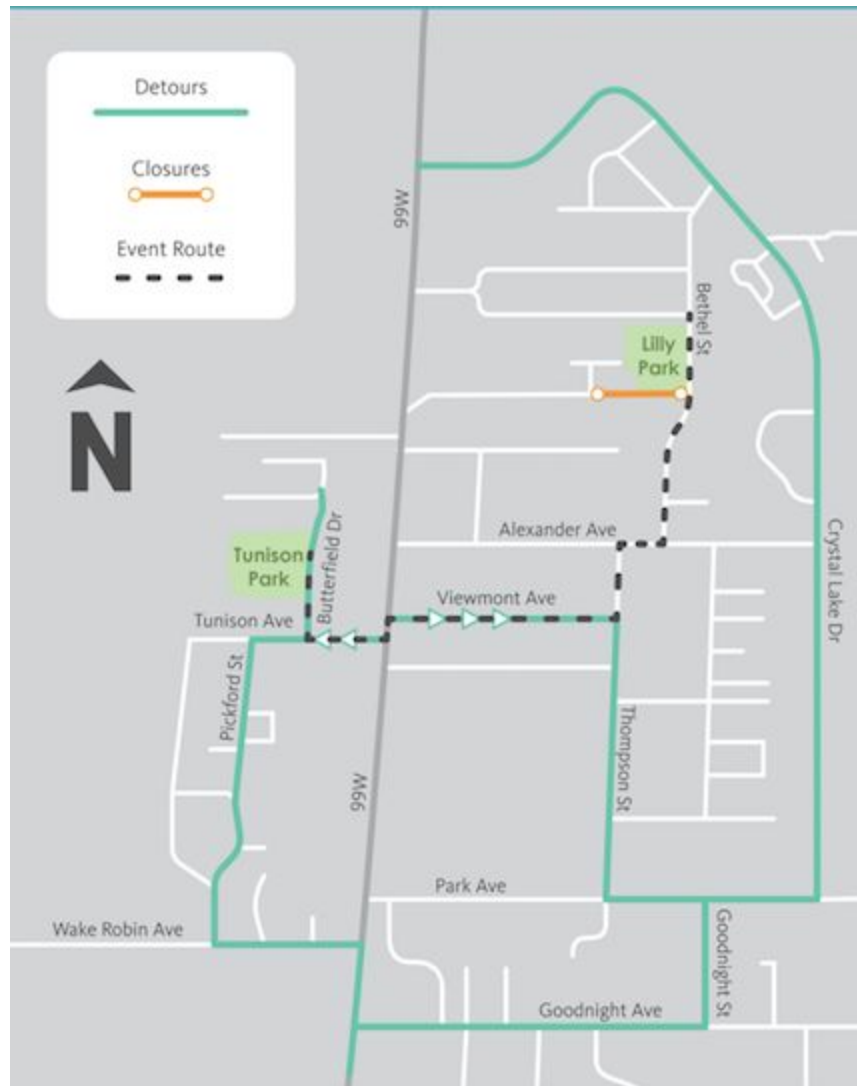 Detours
Closures
Event Route
99W
Bethel St
Lilly
Park
N
Alexander Ave
Butterfield Dr
Tunison
Park
Crystal Lake Dr
Viewmont Ave
Tunison Ave
Pickford St
Thompson St
99W
Park Ave
Wake Robin Ave
Goodnight St
Goodnight Ave